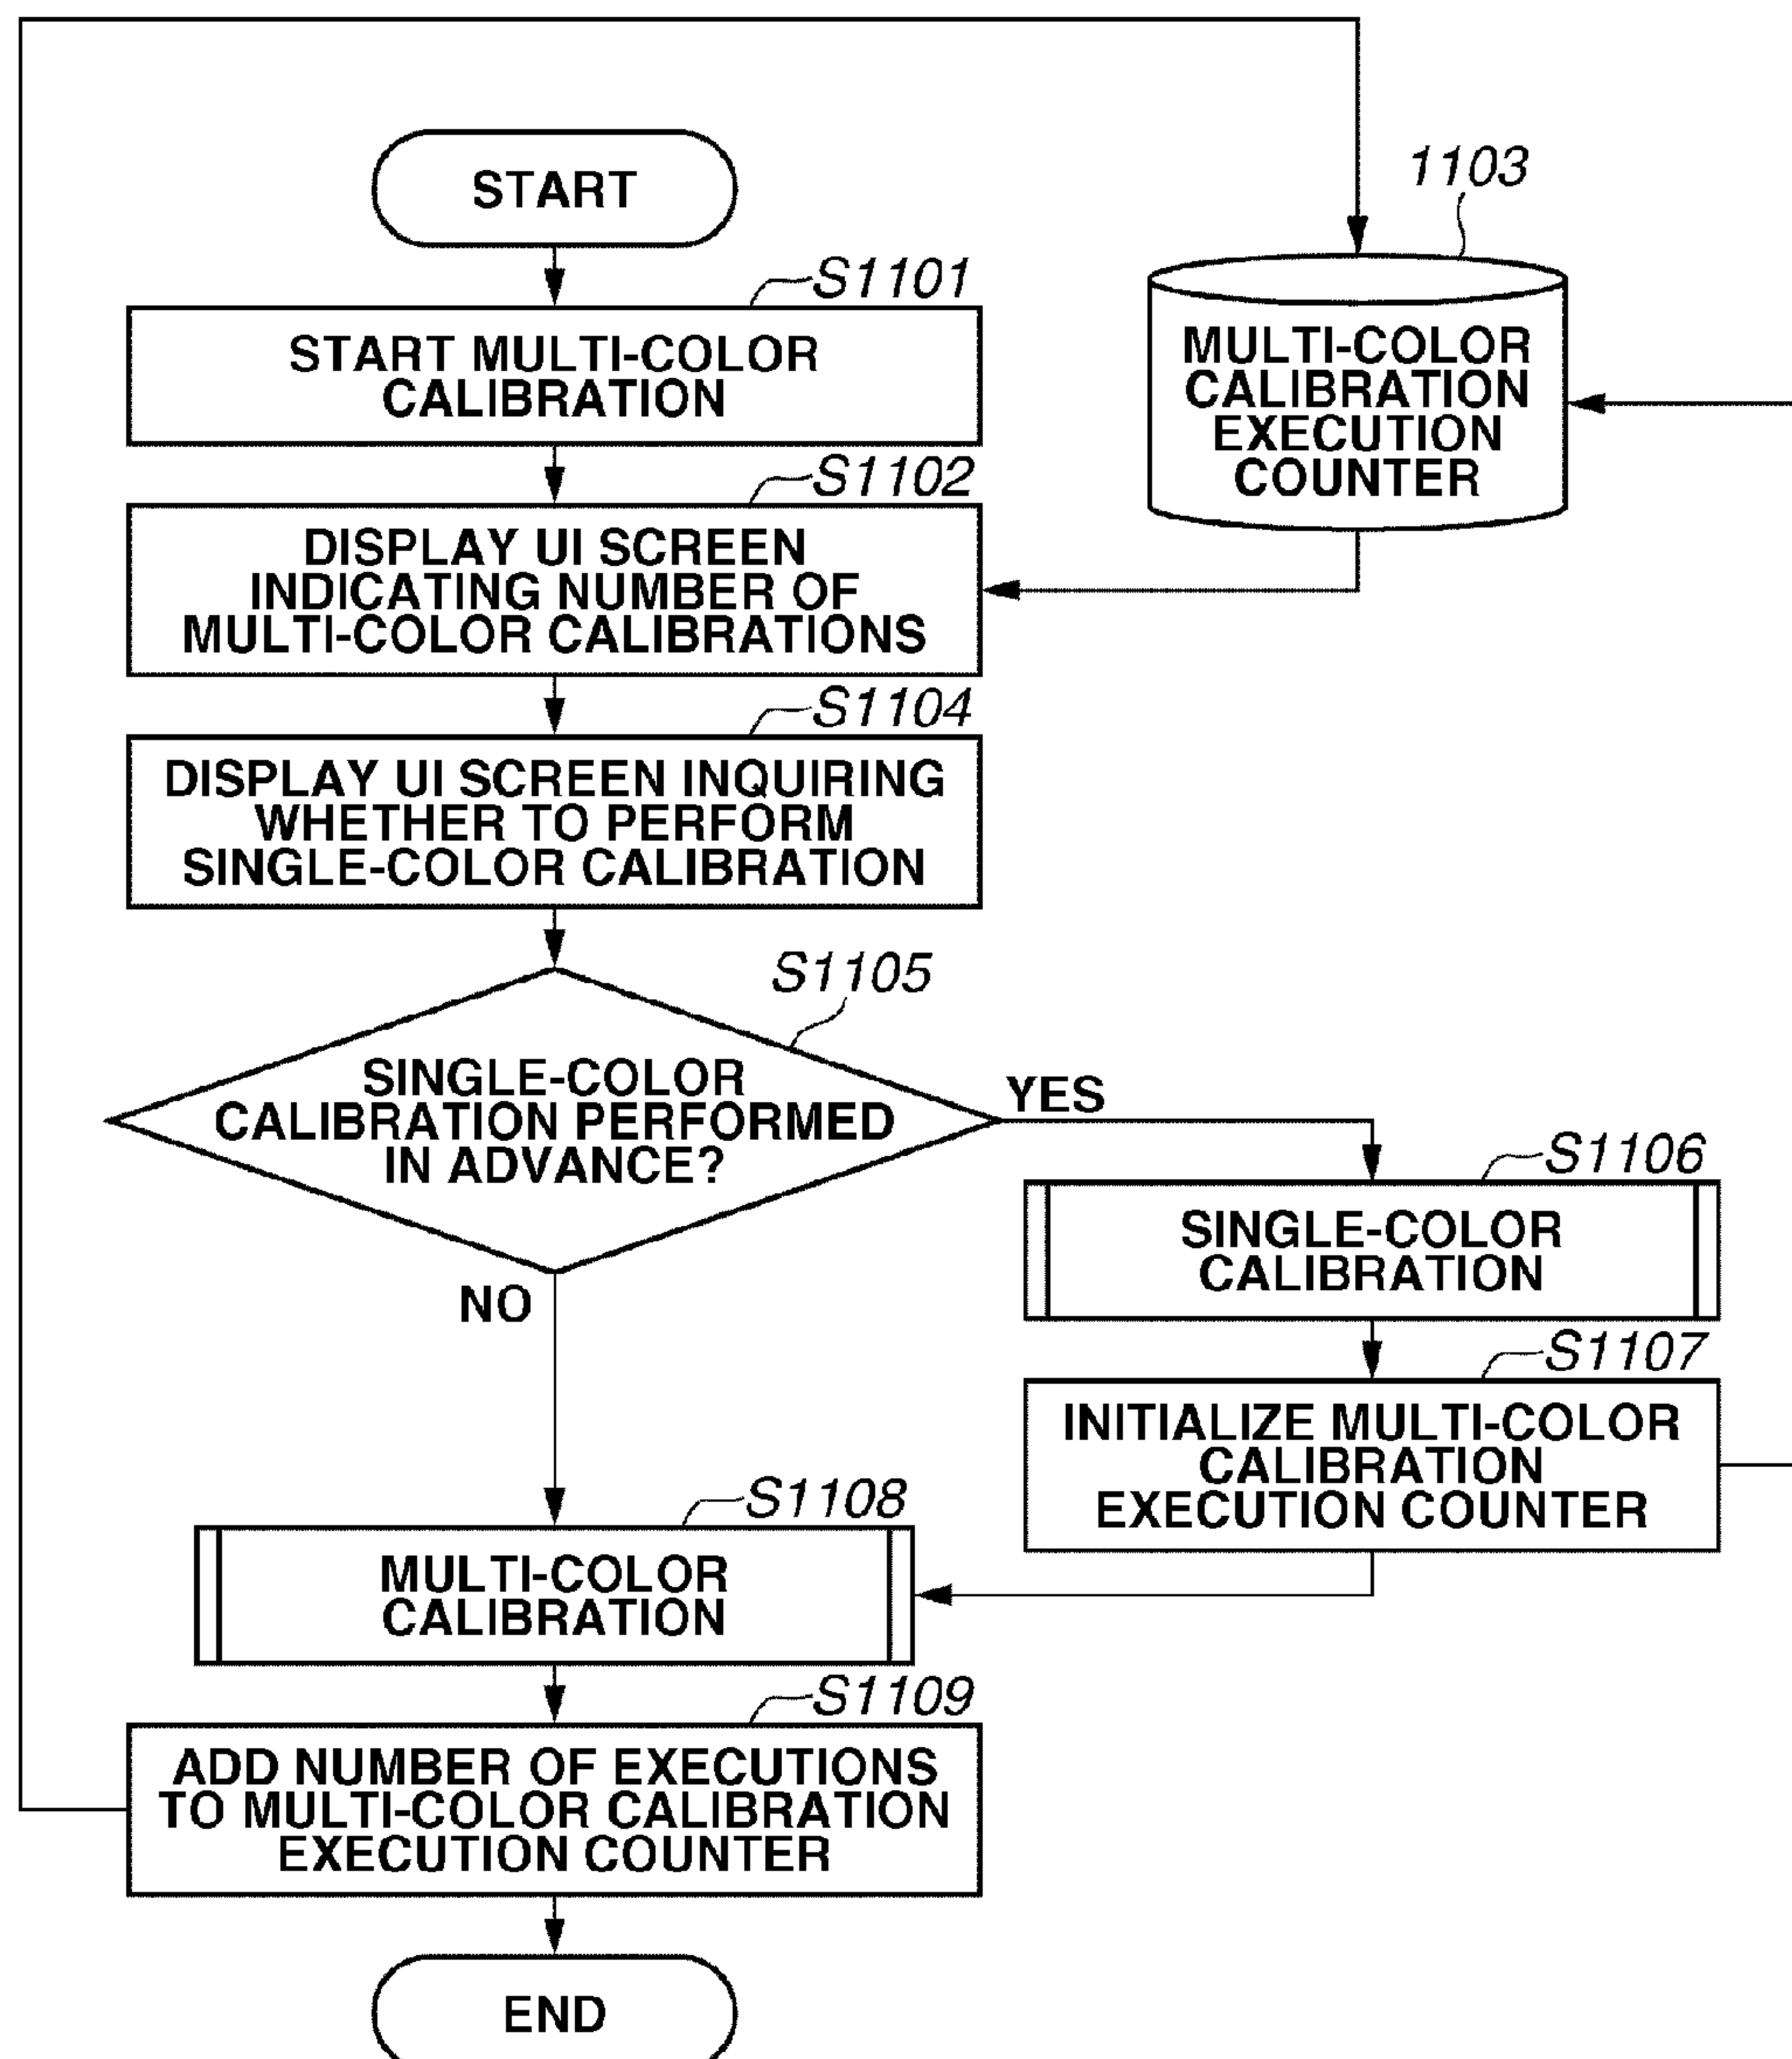 START
1103
S1101
START MULTI-COLOR
CALIBRATION
MULTI-COLOR
CALIBRATION
EXECUTION
COUNTER
S1102
DISPLAY UI SCREEN
INDICATING NUMBER OF
MULTI-COLOR CALIBRATIONS
S1104
DISPLAY UI SCREEN INQUIRING
WHETHER TO PERFORM
SINGLE-COLOR CALIBRATION
S1105
SINGLE-COLOR
CALIBRATION PERFORMED
IN ADVANCE?
YES
NO
S1106
SINGLE-COLOR
CALIBRATION
S1107
INITIALIZE MULTI-COLOR
CALIBRATION
EXECUTION COUNTER
S1108
MULTI-COLOR
CALIBRATION
S1109
ADD NUMBER OF EXECUTIONS
TO MULTI-COLOR CALIBRATION
EXECUTION COUNTER
END